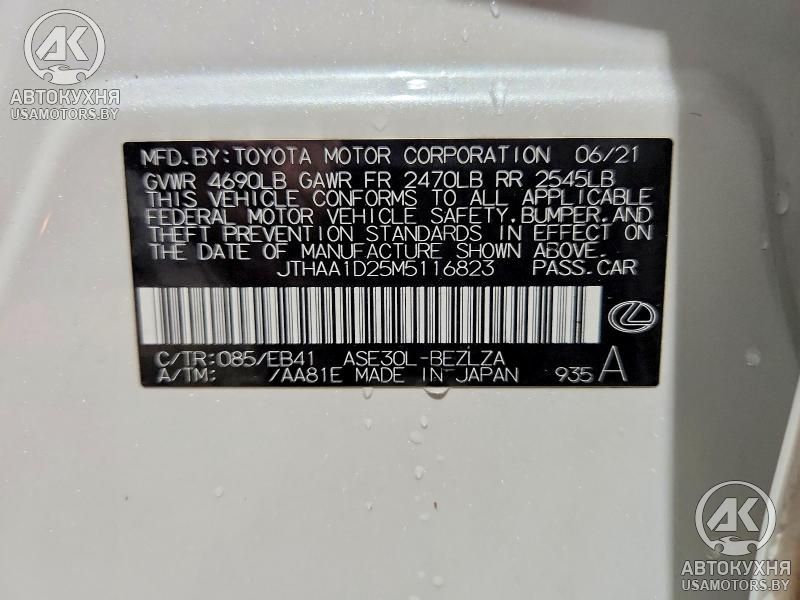 AK
АВТОКУХНЯ
USAMOTORS.BY
MFD.BY:TOYOTA MOTOR CORPORATION 06/21
GVWR 4690LB GAWR FR 2470LB RR 2545LB
THIS VEHICLE CONFORMS TO ALL APPLICABLE
FEDERAL MOTOR VEHICLE SAFETY,BUMPER,AND
THEFT PREVENTION STANDARDS IN EFFECT ON
THE DATE OF MANUFACTURE SHOWN ABOVE.
JTHAA1D25M5116823 PASS.CAR
C/TR:085/EB41 ASE30L-BEZLZA
A/TM: /AA81E MADE IN JAPAN 935 A
AK
АВТОКУХНЯ
USAMOTORS.BY